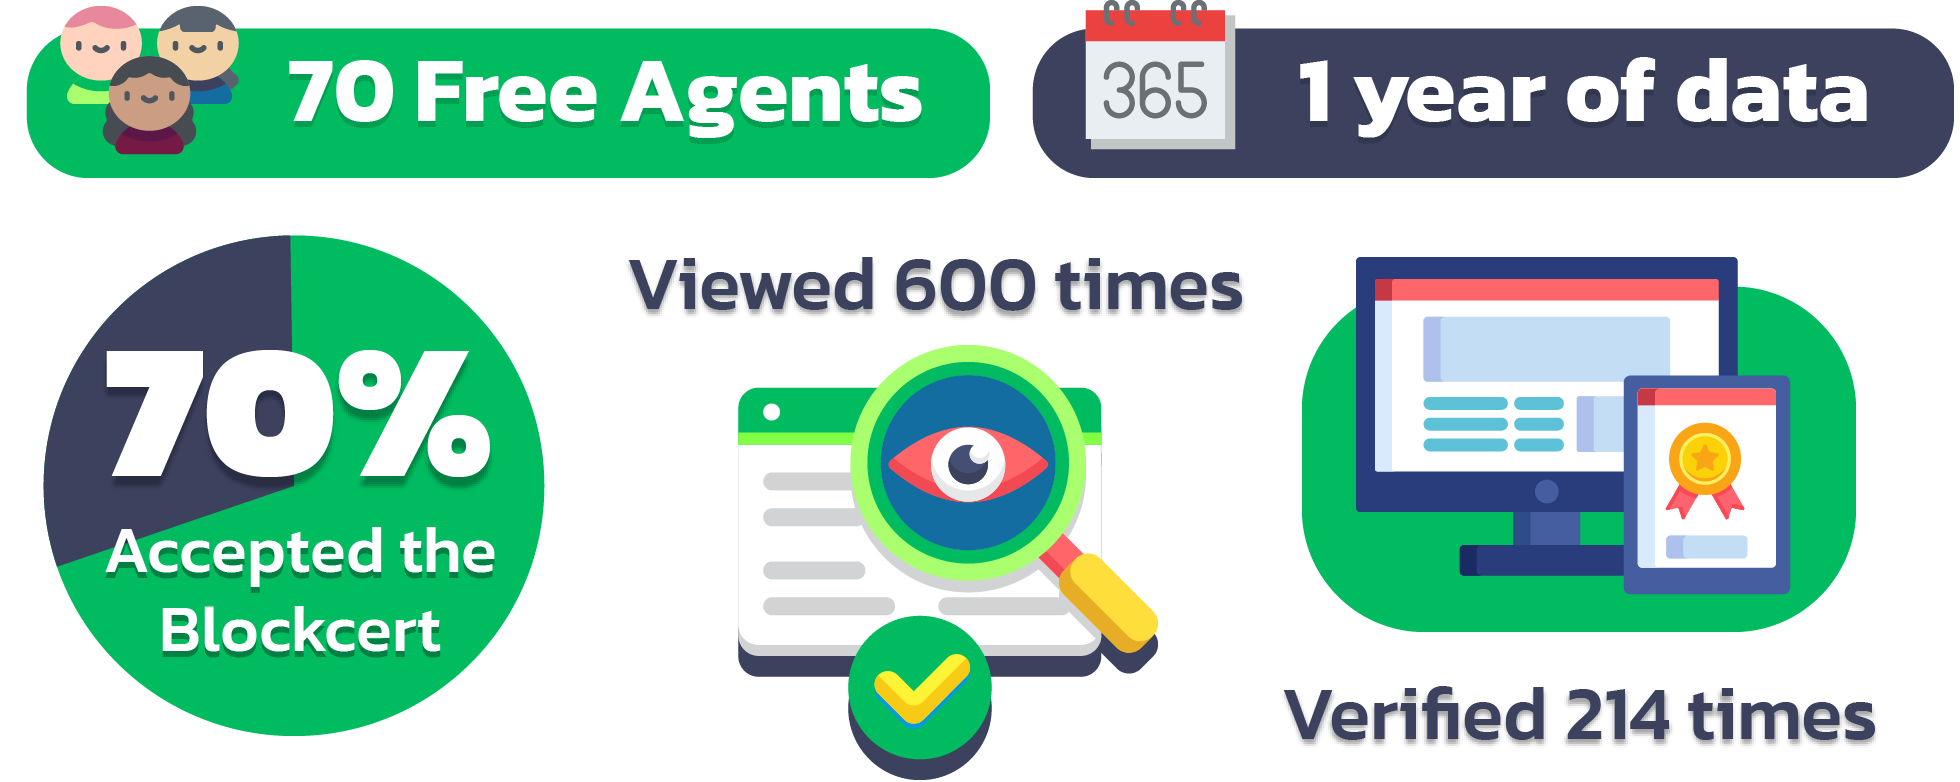 70 Free Agents
365
1 year of data
70%
Accepted the
Blockcert
Viewed 600 times
Verified 214 times